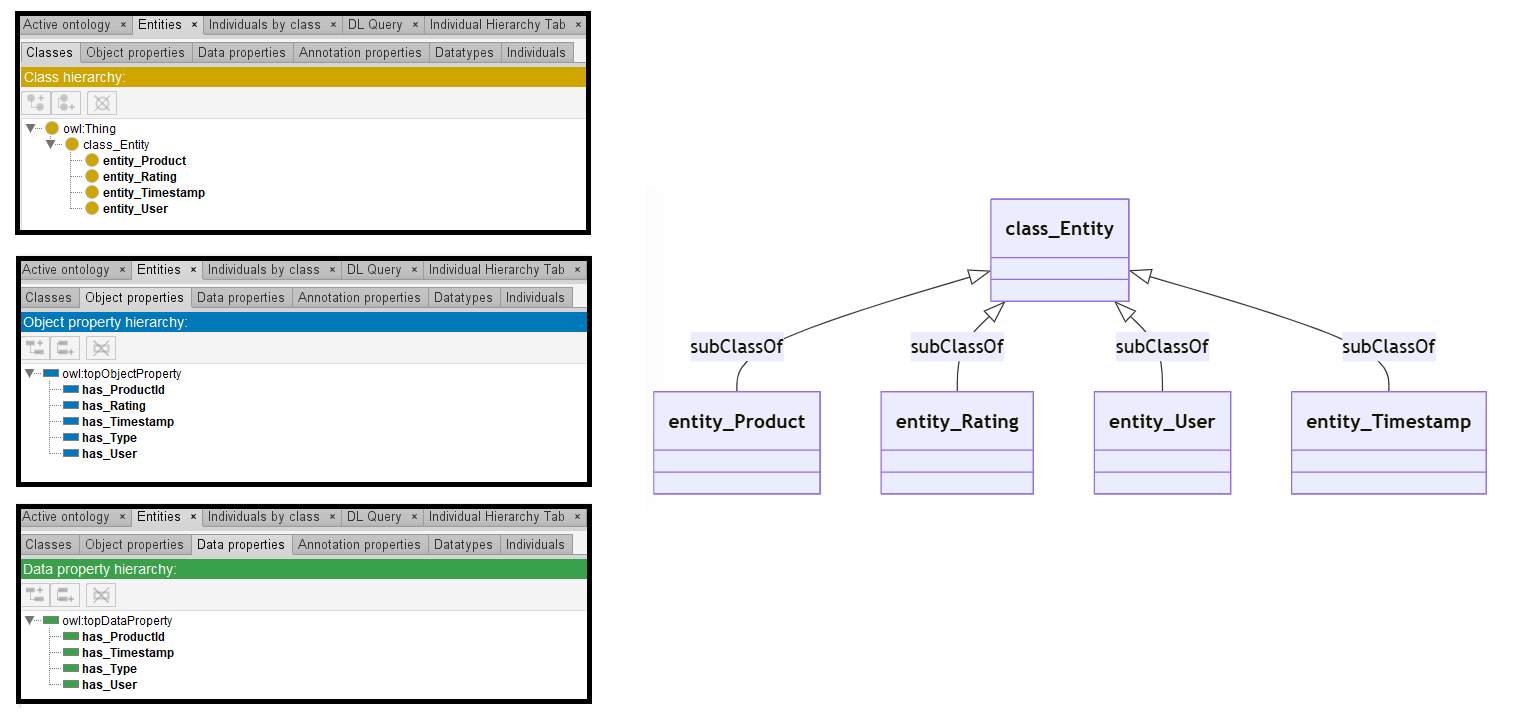 Active ontology × Entities × Individuals by class × DL Query × Individual Hierarchy Tab ×
Classes Object properties Data properties Annotation properties Datatypes Individuals
Class hierarchy:
owl:Thing
class_Entity
entity_Product
entity_Rating
entity_Timestamp
entity_User
Active ontology × Entities × Individuals by class × DL Query × Individual Hierarchy Tab ×
Classes Object properties Data properties Annotation properties Datatypes Individuals
Object property hierarchy:
owl:topObjectProperty
has_ProductId
has_Rating
has_Timestamp
has_Type
has_User
Active ontology × Entities × Individuals by class × DL Query × Individual Hierarchy Tab ×
Classes Object properties Data properties Annotation properties Datatypes Individuals
Data property hierarchy:
owl:topDataProperty
has_ProductId
has_Timestamp
has_Type
has_User
class_Entity
subClassOf subClassOf subClassOf subClassOf
entity_Product entity_Rating entity_User entity_Timestamp